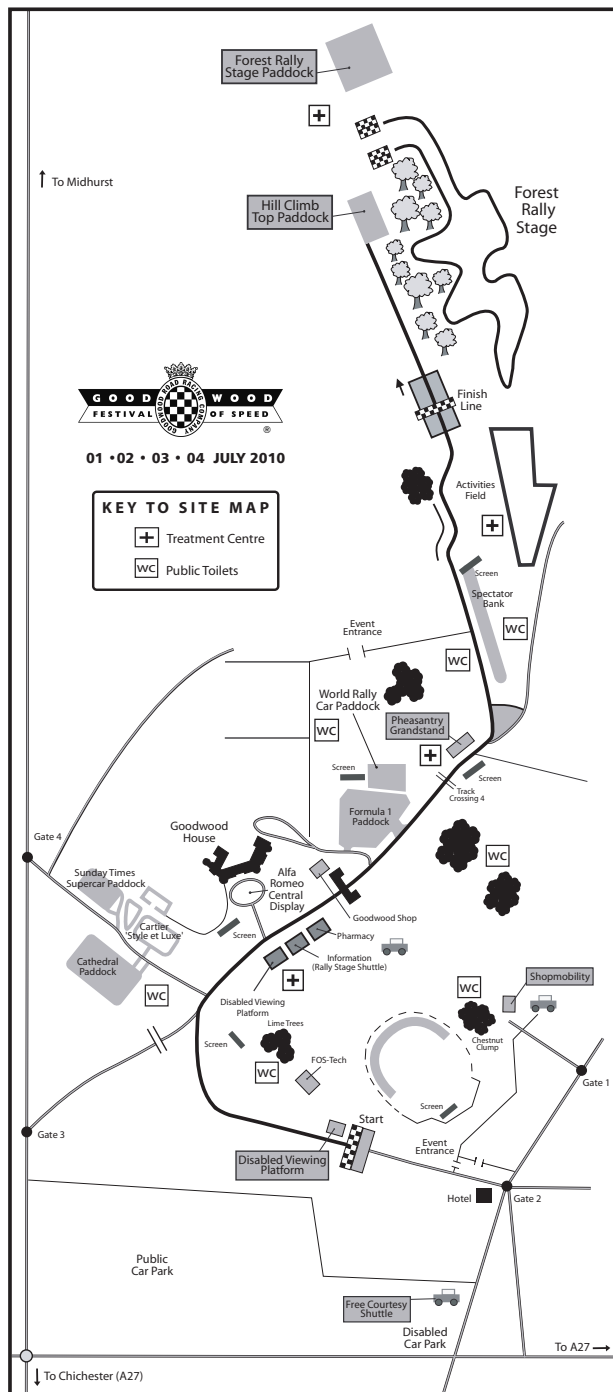 Forest Rally
Stage Paddock
To Midhurst
Hill Climb
Top Paddock
Forest
Rally
Stage
GOODWOOD
FESTIVAL OF SPEED
GOODWOOD ROAD RACING COMPANY
®
01 • 02 • 03 • 04 JULY 2010
Finish
Line
KEY TO SITE MAP
Treatment Centre
WC
Public Toilets
Activities
Field
Screen
Spectator
Bank
WC
Event
Entrance
WC
World Rally
Car Paddock
WC
Pheasantry
Grandstand
Screen
Screen
Track
Crossing 4
Formula 1
Paddock
Gate 4
Goodwood
House
WC
Sunday Times
Supercar Paddock
Alfa
Romeo
Central
Display
Cartier
'Style et Luxe'
Goodwood Shop
Screen
Pharmacy
Information
(Rally Stage Shuttle)
Cathedral
Paddock
WC
Disabled Viewing
Platform
Shopmobility
WC
Lime Trees
Screen
Chestnut
Clump
FOS-Tech
WC
Gate 1
Screen
Start
Gate 3
Event
Entrance
Disabled Viewing
Platform
Hotel
Gate 2
Public
Car Park
Free Courtesy
Shuttle
Disabled
Car Park
To A27
To Chichester (A27)